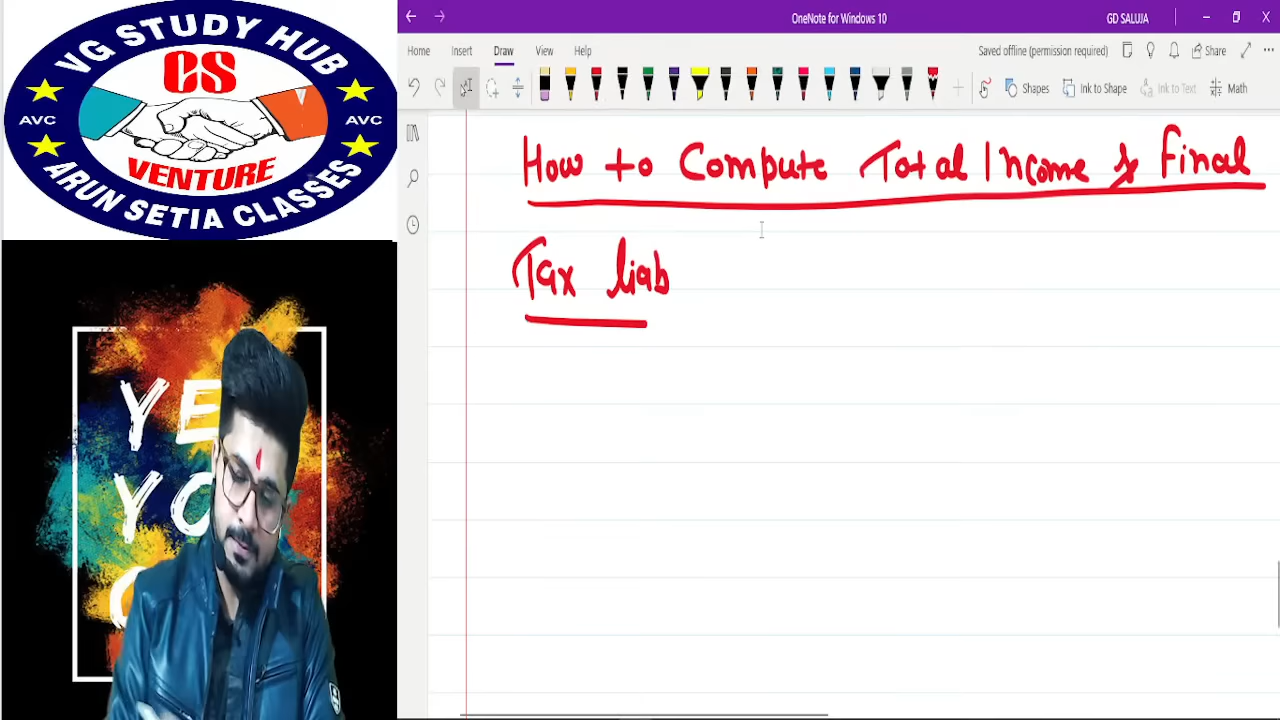 VG STUDY HUB
CS
AVC
AVC
VENTURE
ARUN SETIA CLASSES
OneNote for Windows 10
GD SALUJA
Home Insert Draw View Help
Saved offline (permission required)
Share
Shapes
Ink to Shape
Ink to Text
Math
How to Compute Total Income & Final
Tax liab
YE
YO